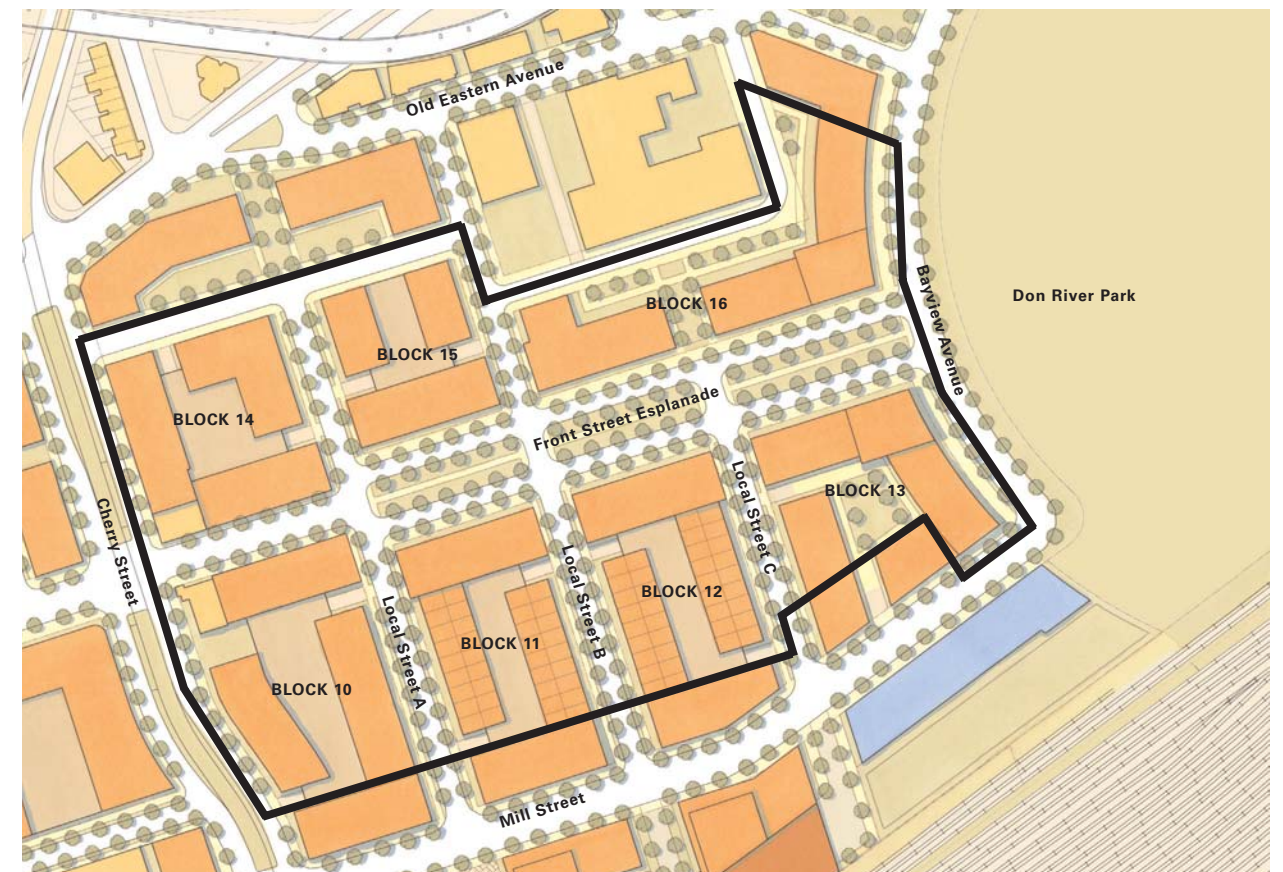 Old Eastern Avenue
Don River Park
Bayview Avenue
BLOCK 16
BLOCK 15
BLOCK 14
Front Street Esplanade
Local Street C
BLOCK 13
Cherry Street
Local Street B
BLOCK 12
Local Street A
BLOCK 11
BLOCK 10
Mill Street